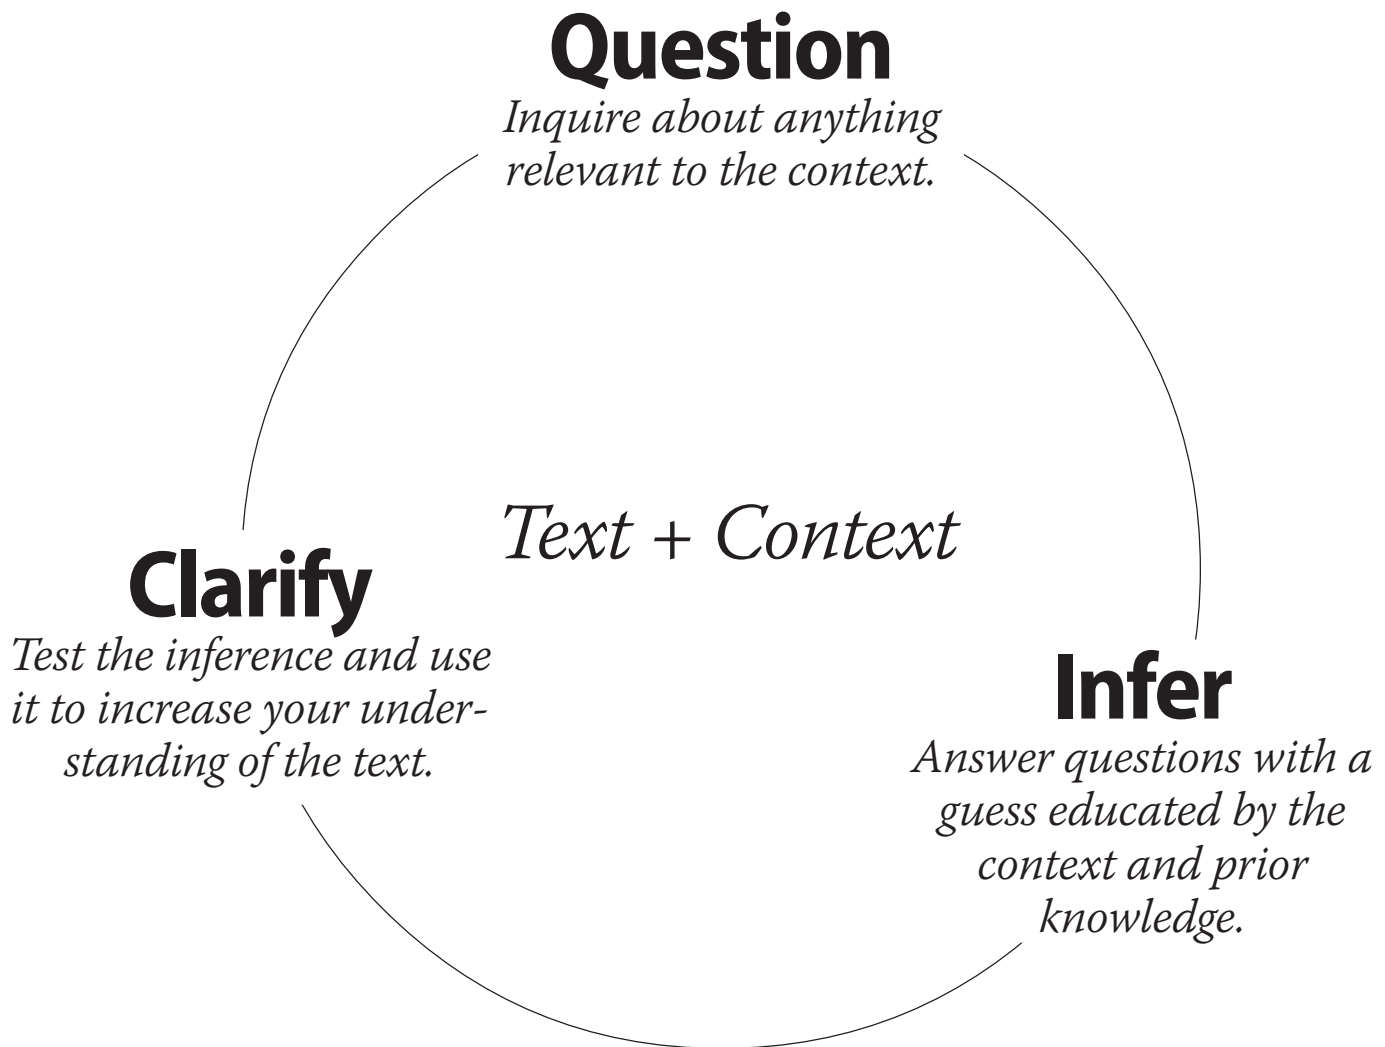 Question
Inquire about anything
relevant to the context.
Text + Context
Clarify
Test the inference and use
it to increase your under-
standing of the text.
Infer
Answer questions with a
guess educated by the
context and prior
knowledge.